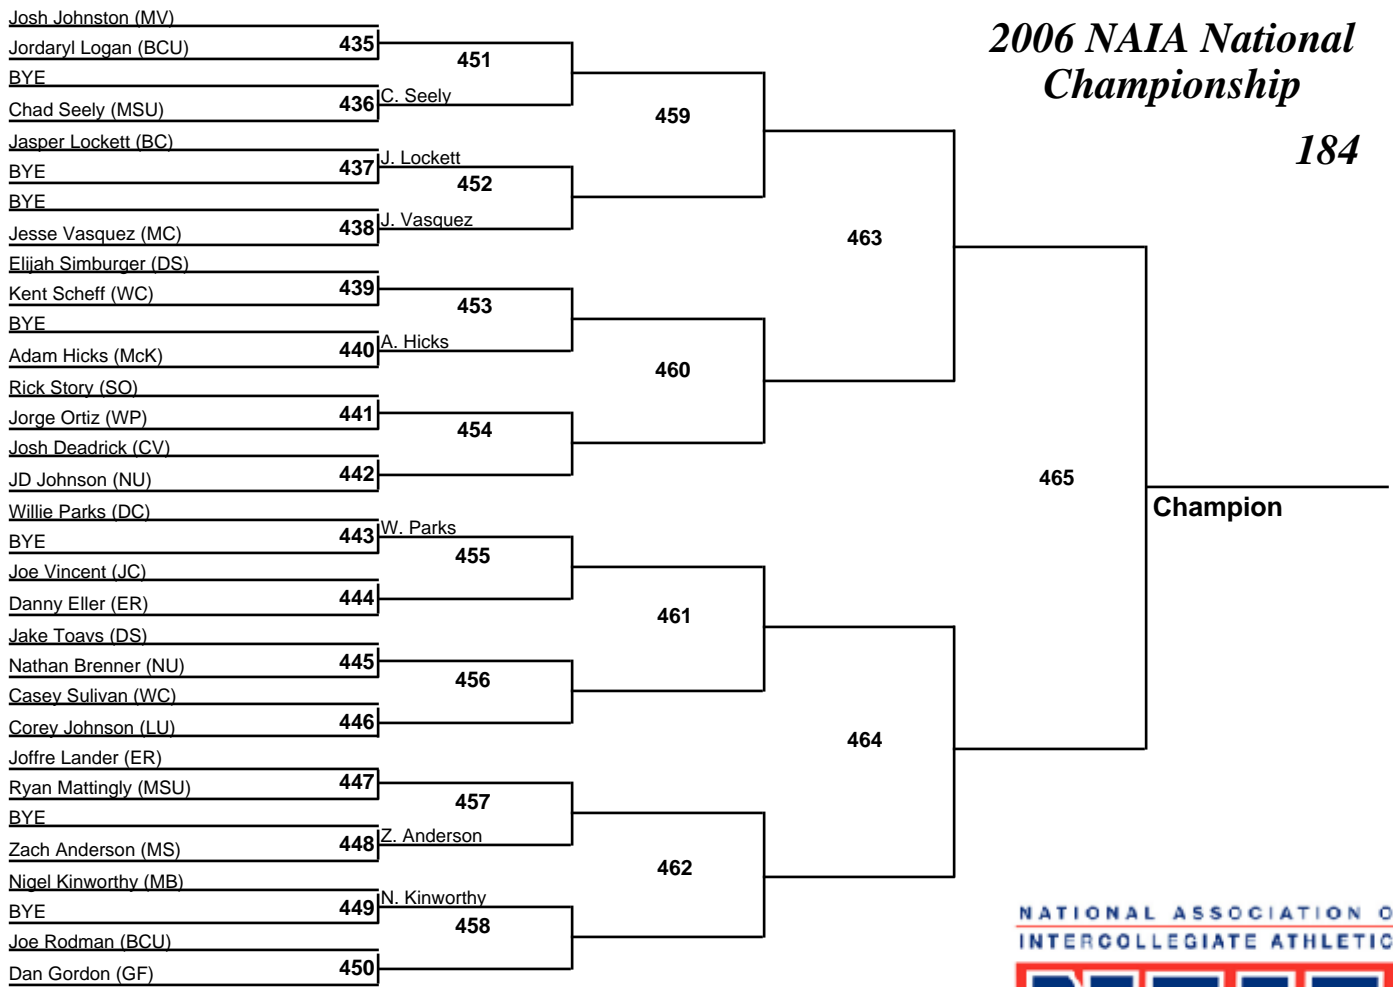 2006 NAIA National
Championship
184
Josh Johnston (MV)
Jordaryl Logan (BCU)
435
451
BYE
Chad Seely (MSU)
436
C. Seely
459
Jasper Lockett (BC)
BYE
437
J. Lockett
452
BYE
Jesse Vasquez (MC)
438
J. Vasquez
463
Elijah Simburger (DS)
Kent Scheff (WC)
439
453
BYE
Adam Hicks (McK)
440
A. Hicks
460
Rick Story (SO)
Jorge Ortiz (WP)
441
454
Josh Deadrick (CV)
JD Johnson (NU)
442
465
Champion
Willie Parks (DC)
BYE
443
W. Parks
455
Joe Vincent (JC)
Danny Eller (ER)
444
461
Jake Toavs (DS)
Nathan Brenner (NU)
445
456
Casey Sulivan (WC)
Corey Johnson (LU)
446
464
Joffre Lander (ER)
Ryan Mattingly (MSU)
447
457
BYE
Zach Anderson (MS)
448
Z. Anderson
462
Nigel Kinworthy (MB)
BYE
449
N. Kinworthy
458
Joe Rodman (BCU)
Dan Gordon (GF)
450
NATIONAL ASSOCIATION O
INTERCOLLEGIATE ATHLETIC